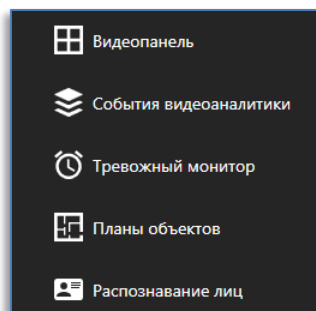 Видеопанель
События видеоаналитики
Тревожный монитор
Планы объектов
Распознавание лиц